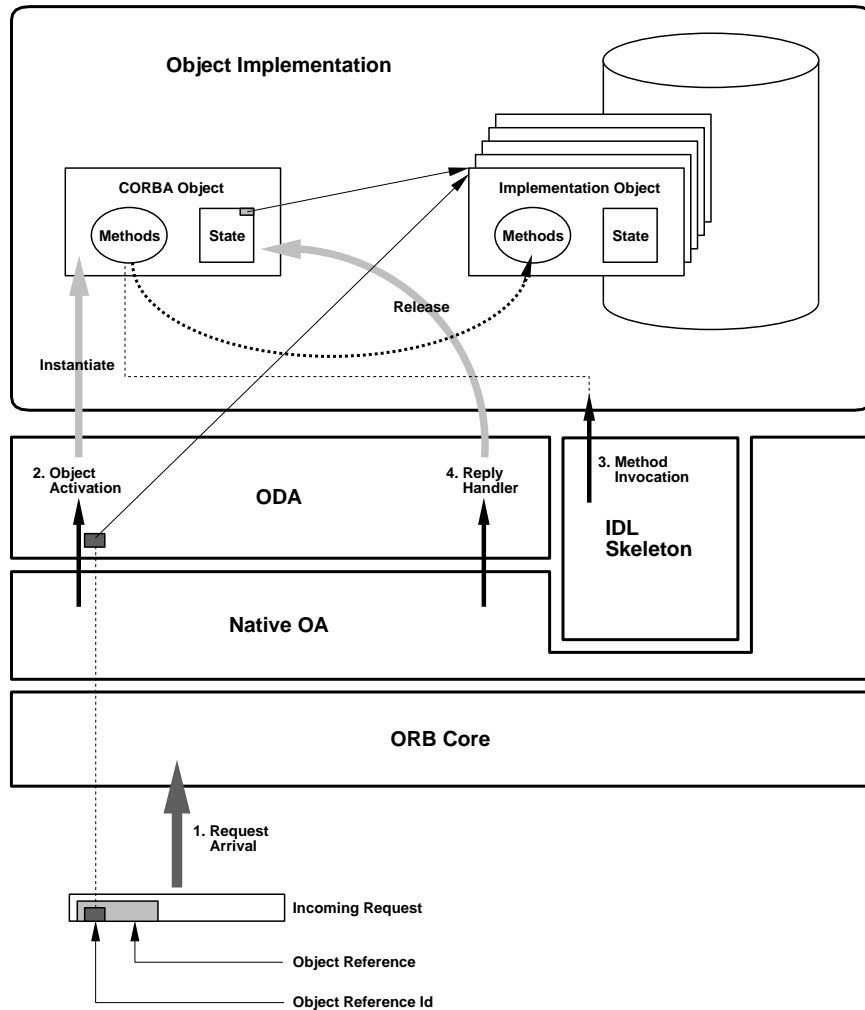 Object Implementation
CORBA Object
Methods
State
Implementation Object
Methods
State
Release
Instantiate
2. Object
Activation
ODA
4. Reply
Handler
3. Method
Invocation
IDL
Skeleton
Native OA
ORB Core
1. Request
Arrival
Incoming Request
Object Reference
Object Reference Id